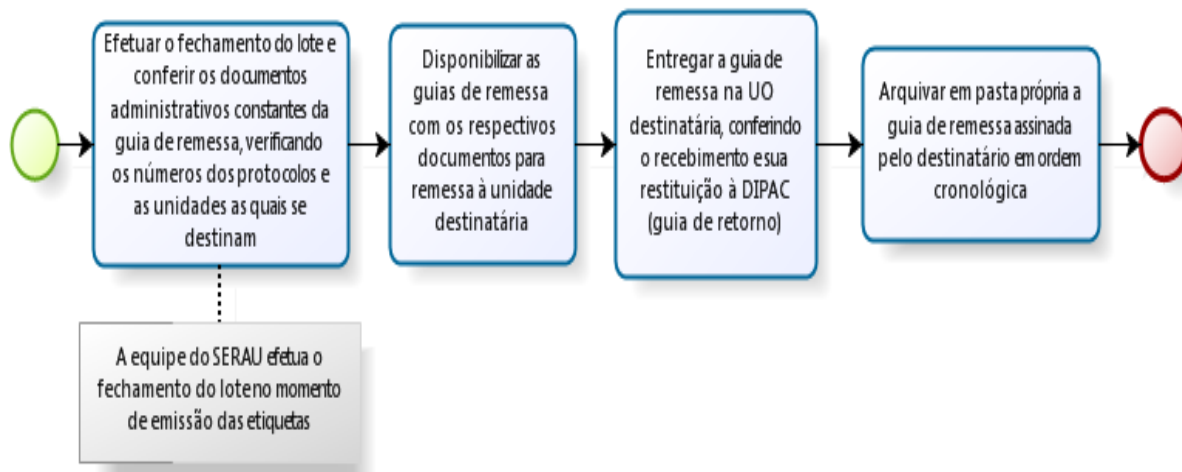 Efetuar o fechamento do lote e
conferir os documentos
administrativos constantes da
guia de remessa, verificando
os números dos protocolos e
as unidades as quais se
destinam
Disponibilizar as
guias de remessa
com os respectivos
documentos para
remessa à unidade
destinatária
Entregar a guia de
remessa na UO
destinatária, conferindo
o recebimento e sua
restituição à DIPAC
(guia de retorno)
Arquivar em pasta própria a
guia de remessa assinada
pelo destinatário em ordem
cronológica
A equipe do SERAU efetua o
fechamento do lote no momento
de emissão das etiquetas